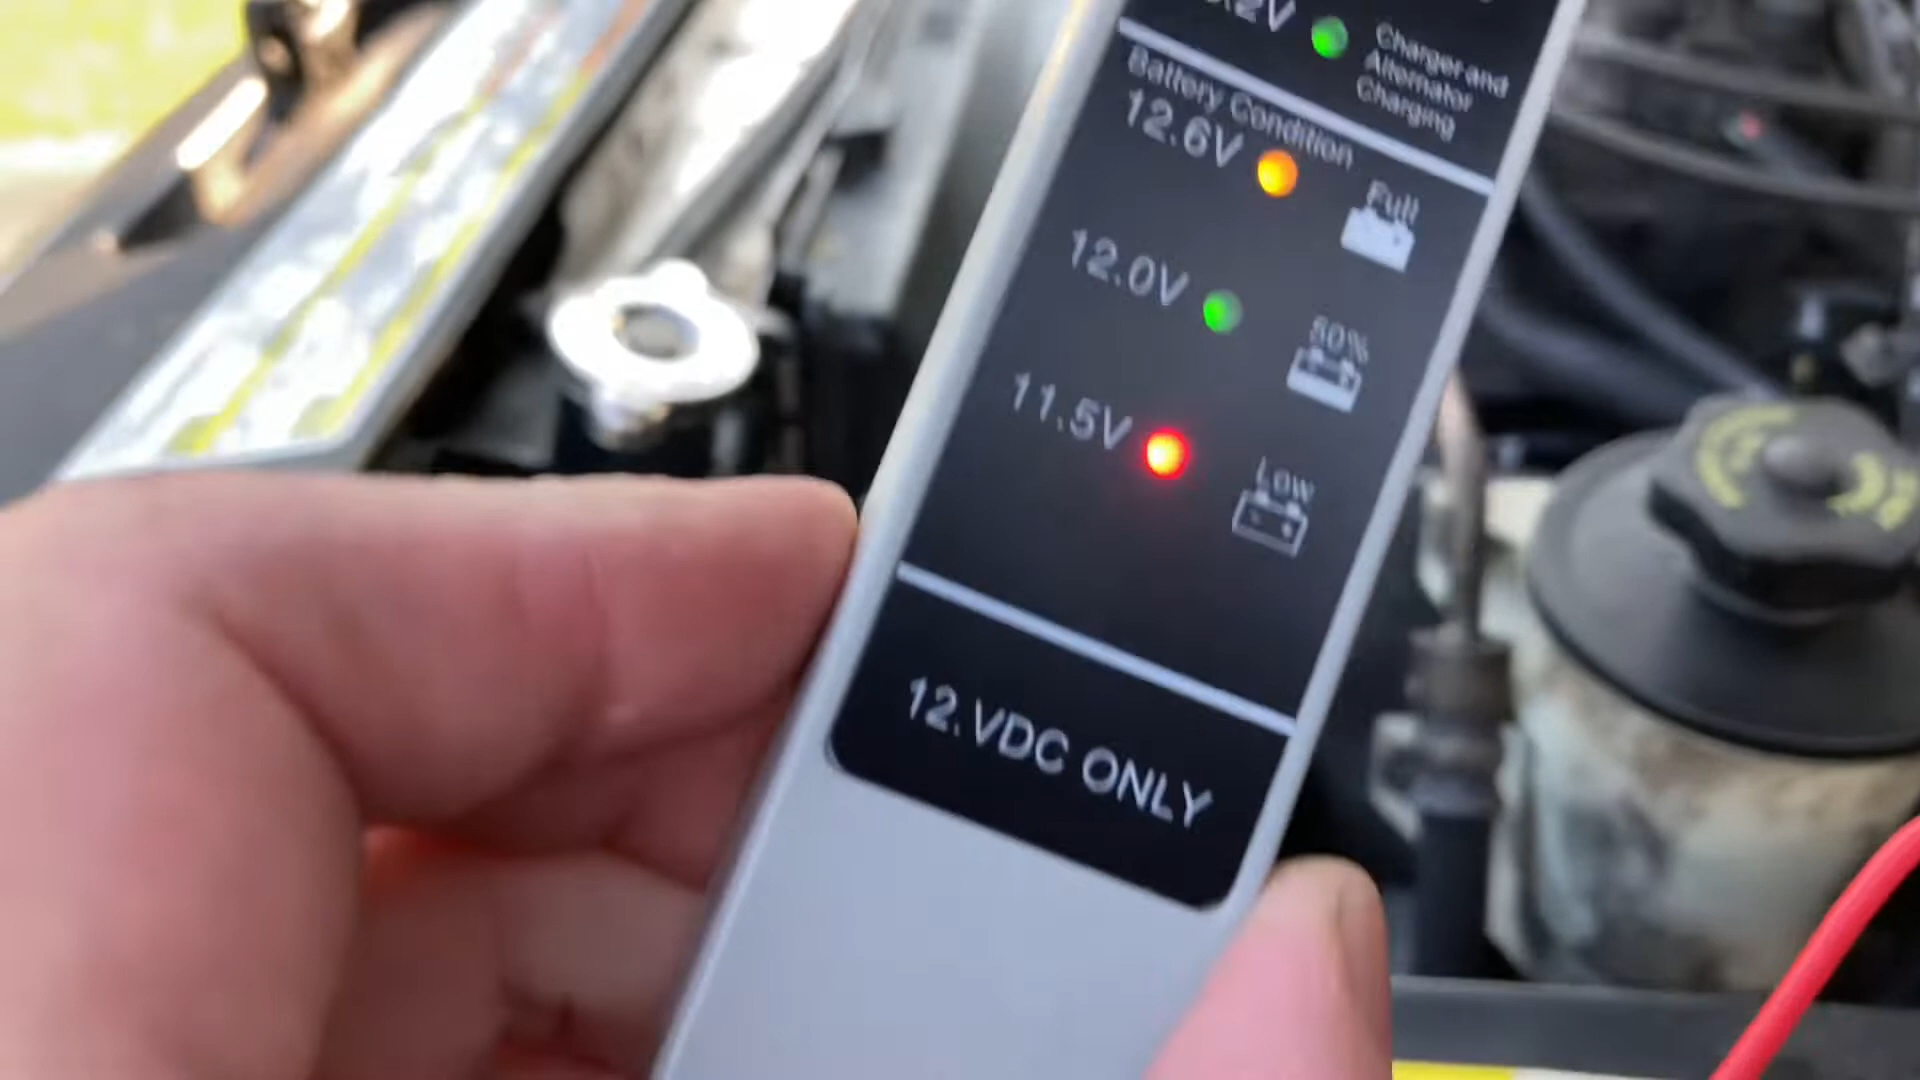 Charger and
Alternator
Charging
Battery Condition
12.6V
Full
12.0V
50%
11.5V
Low
12.VDC ONLY